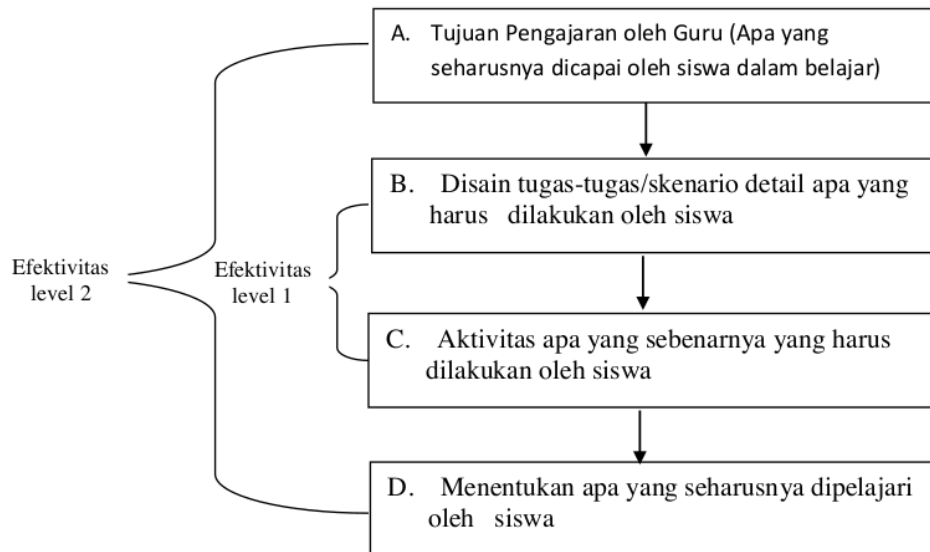 A. Tujuan Pengajaran oleh Guru (Apa yang
seharusnya dicapai oleh siswa dalam belajar)
B. Disain tugas-tugas/skenario detail apa yang
harus dilakukan oleh siswa
Efektivitas
level 2
Efektivitas
level 1
C. Aktivitas apa yang sebenarnya yang harus
dilakukan oleh siswa
D. Menentukan apa yang seharusnya dipelajari
oleh siswa